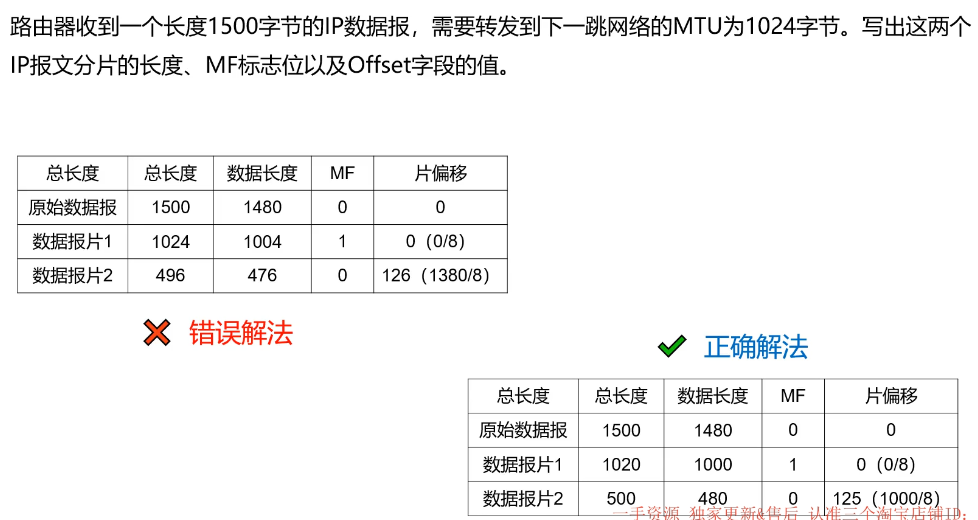 路由器收到一个长度1500字节的IP数据报，需要转发到下一跳网络的MTU为1024字节。写出这两个
IP报文分片的长度、MF标志位以及Offset字段的值。
总长度 总长度 数据长度 MF 片偏移
原始数据报 1500 1480 0 0
数据报片1 1024 1004 1 0（0/8）
数据报片2 496 476 0 126（1380/8）
错误解法
正确解法
总长度 总长度 数据长度 MF 片偏移
原始数据报 1500 1480 0 0
数据报片1 1020 1000 1 0（0/8）
数据报片2 500 480 0 125（1000/8）
一手资源 独家更新&售后 认准三个淘宝店铺ID: